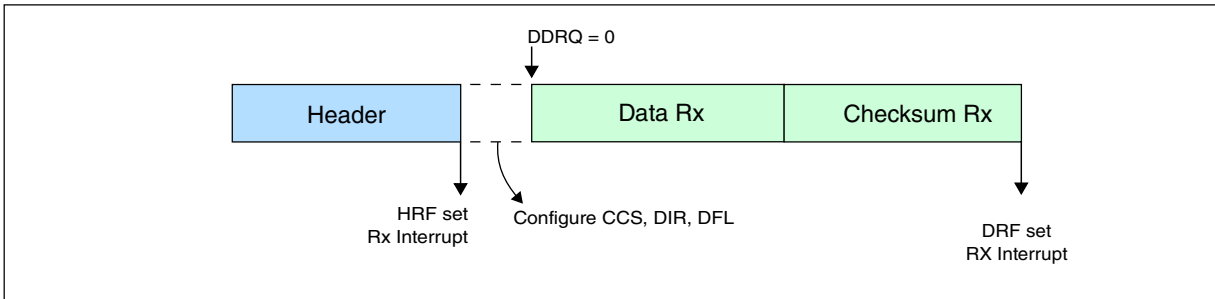 DDRQ = 0
Header
Data Rx
Checksum Rx
HRF set
Rx Interrupt
Configure CCS, DIR, DFL
DRF set
RX Interrupt